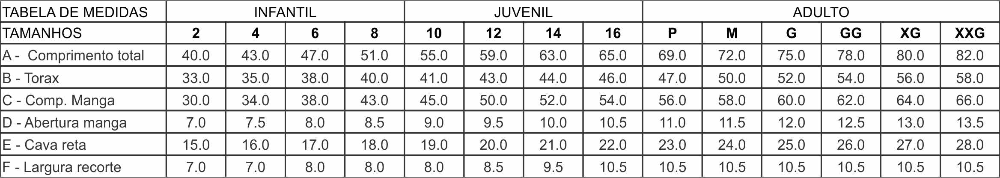 TABELA DE MEDIDAS INFANTIL JUVENIL ADULTO
TAMANHOS 2 4 6 8 10 12 14 16 P M G GG XG XXG
A - Comprimento total 40.0 43.0 47.0 51.0 55.0 59.0 63.0 65.0 69.0 72.0 75.0 78.0 80.0 82.0
B - Torax 33.0 35.0 38.0 40.0 41.0 43.0 44.0 46.0 47.0 50.0 52.0 54.0 56.0 58.0
C - Comp. Manga 30.0 34.0 38.0 43.0 45.0 50.0 52.0 54.0 56.0 58.0 60.0 62.0 64.0 66.0
D - Abertura manga 7.0 7.5 8.0 8.5 9.0 9.5 10.0 10.5 11.0 11.5 12.0 12.5 13.0 13.5
E - Cava reta 15.0 16.0 17.0 18.0 19.0 20.0 21.0 22.0 23.0 24.0 25.0 26.0 27.0 28.0
F - Largura recorte 7.0 7.0 8.0 8.0 8.0 8.5 9.5 10.5 10.5 10.5 10.5 10.5 10.5 10.5